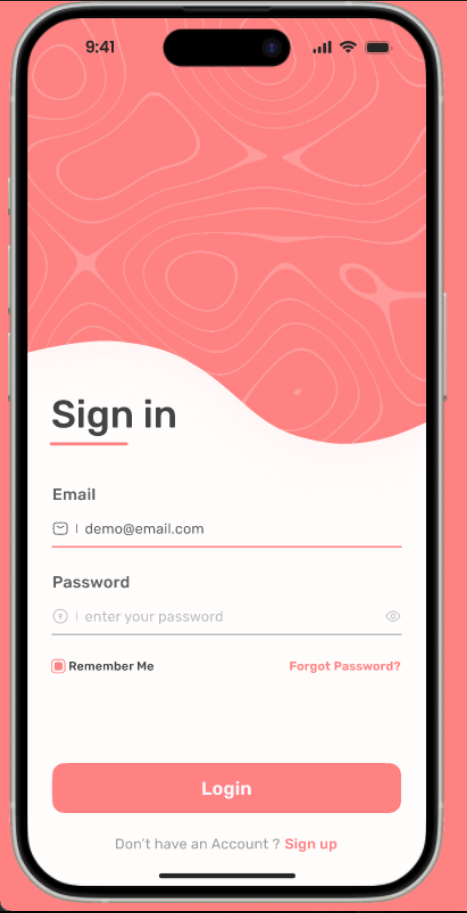 9:41
Sign in
Email
demo@email.com
Password
enter your password
Remember Me Forgot Password?
Login
Don't have an Account ? Sign up